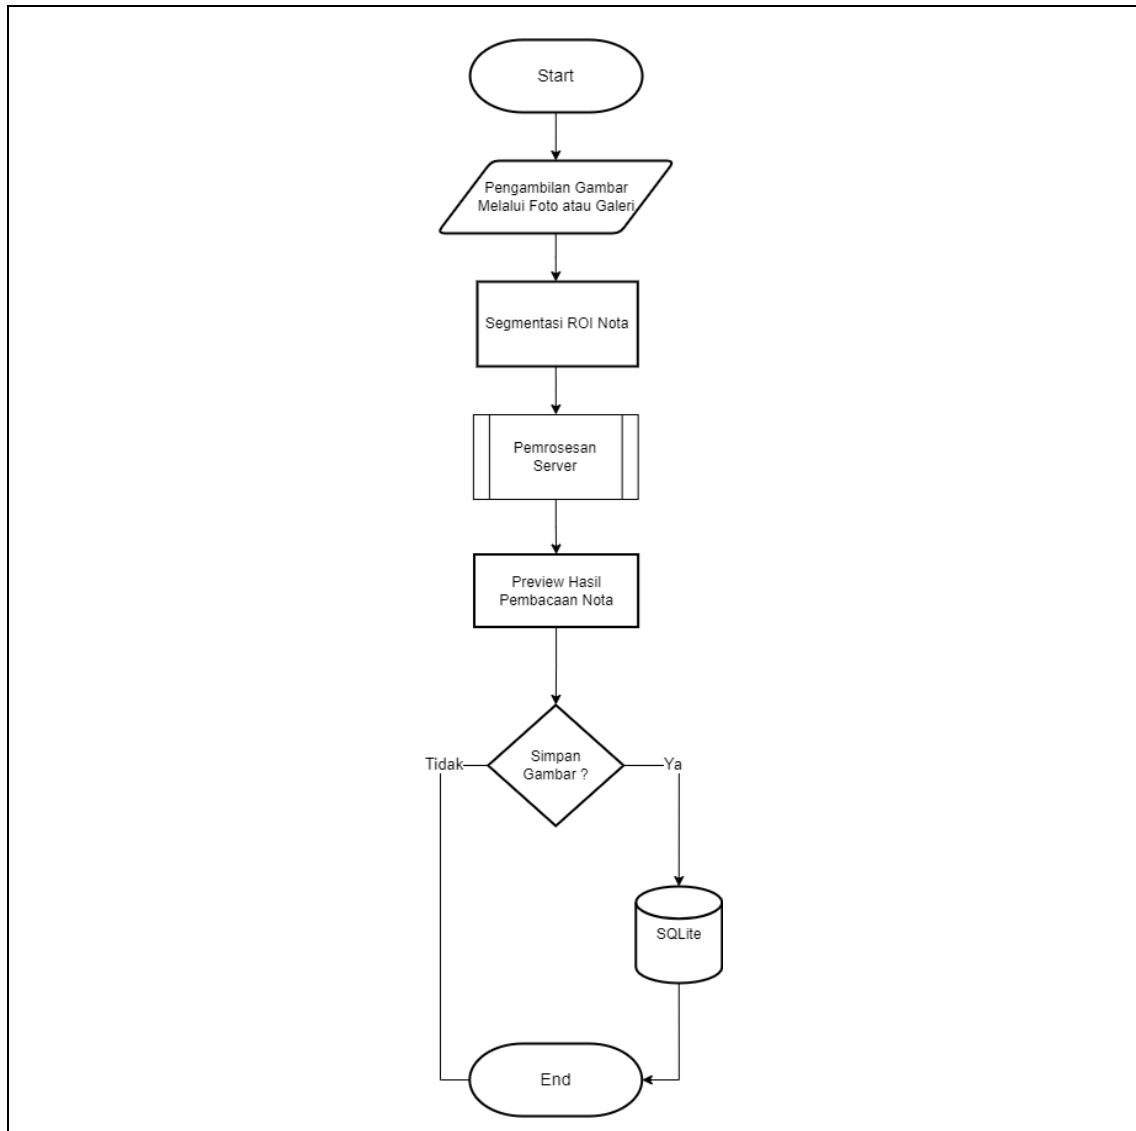 Start
Pengambilan Gambar
Melalui Foto atau Galeri
Segmentasi ROI Nota
Pemrosesan
Server
Preview Hasil
Pembacaan Nota
Simpan
Gambar ?
Tidak
Ya
SQLite
End